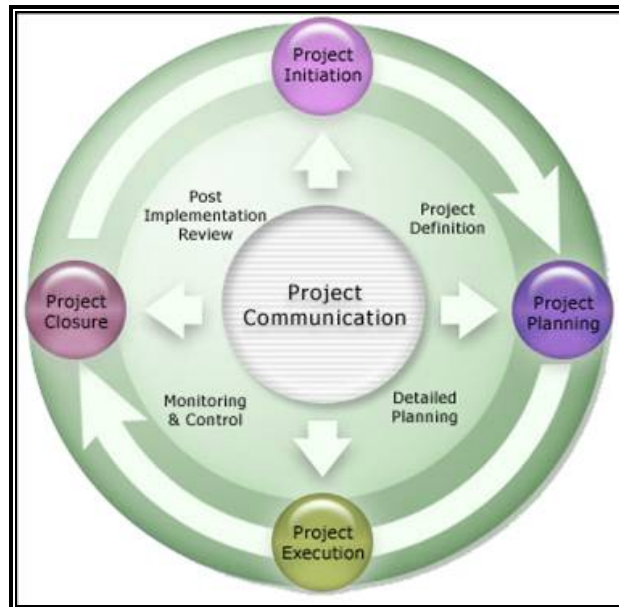 Project
Initiation
Post
Implementation
Review
Project
Definition
Project
Closure
Project
Communication
Project
Planning
Monitoring
& Control
Detailed
Planning
Project
Execution